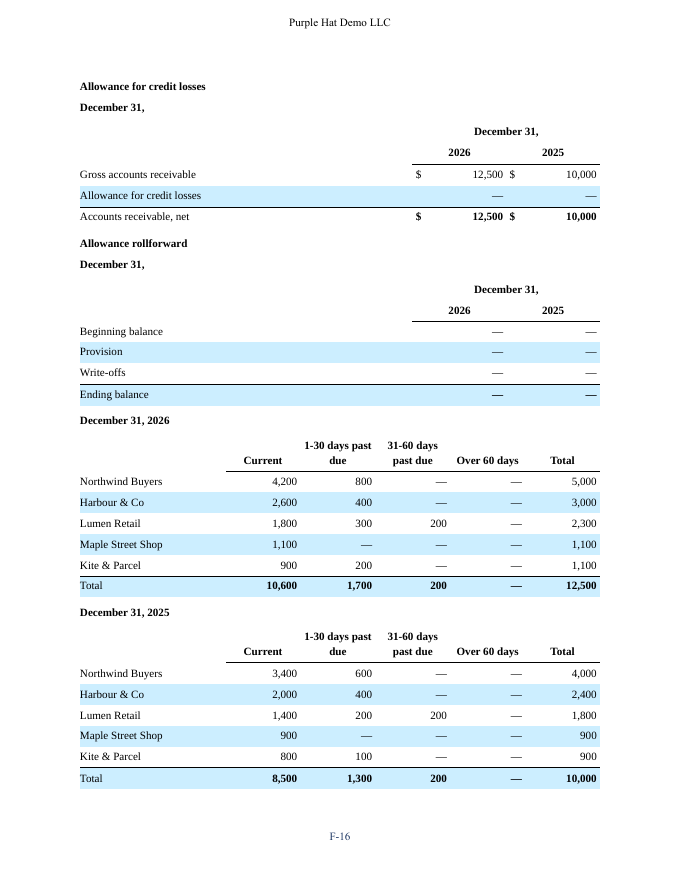 Purple Hat Demo LLC
Allowance for credit losses
December 31,
December 31,
2026 2025
Gross accounts receivable $ 12,500 $ 10,000
Allowance for credit losses — —
Accounts receivable, net $ 12,500 $ 10,000
Allowance rollforward
December 31,
December 31,
2026 2025
Beginning balance — —
Provision — —
Write-offs — —
Ending balance — —
December 31, 2026
1-30 days past 31-60 days
Current due past due Over 60 days Total
Northwind Buyers 4,200 800 — — 5,000
Harbour & Co 2,600 400 — — 3,000
Lumen Retail 1,800 300 200 — 2,300
Maple Street Shop 1,100 — — — 1,100
Kite & Parcel 900 200 — — 1,100
Total 10,600 1,700 200 — 12,500
December 31, 2025
1-30 days past 31-60 days
Current due past due Over 60 days Total
Northwind Buyers 3,400 600 — — 4,000
Harbour & Co 2,000 400 — — 2,400
Lumen Retail 1,400 200 200 — 1,800
Maple Street Shop 900 — — — 900
Kite & Parcel 800 100 — — 900
Total 8,500 1,300 200 — 10,000
F-16